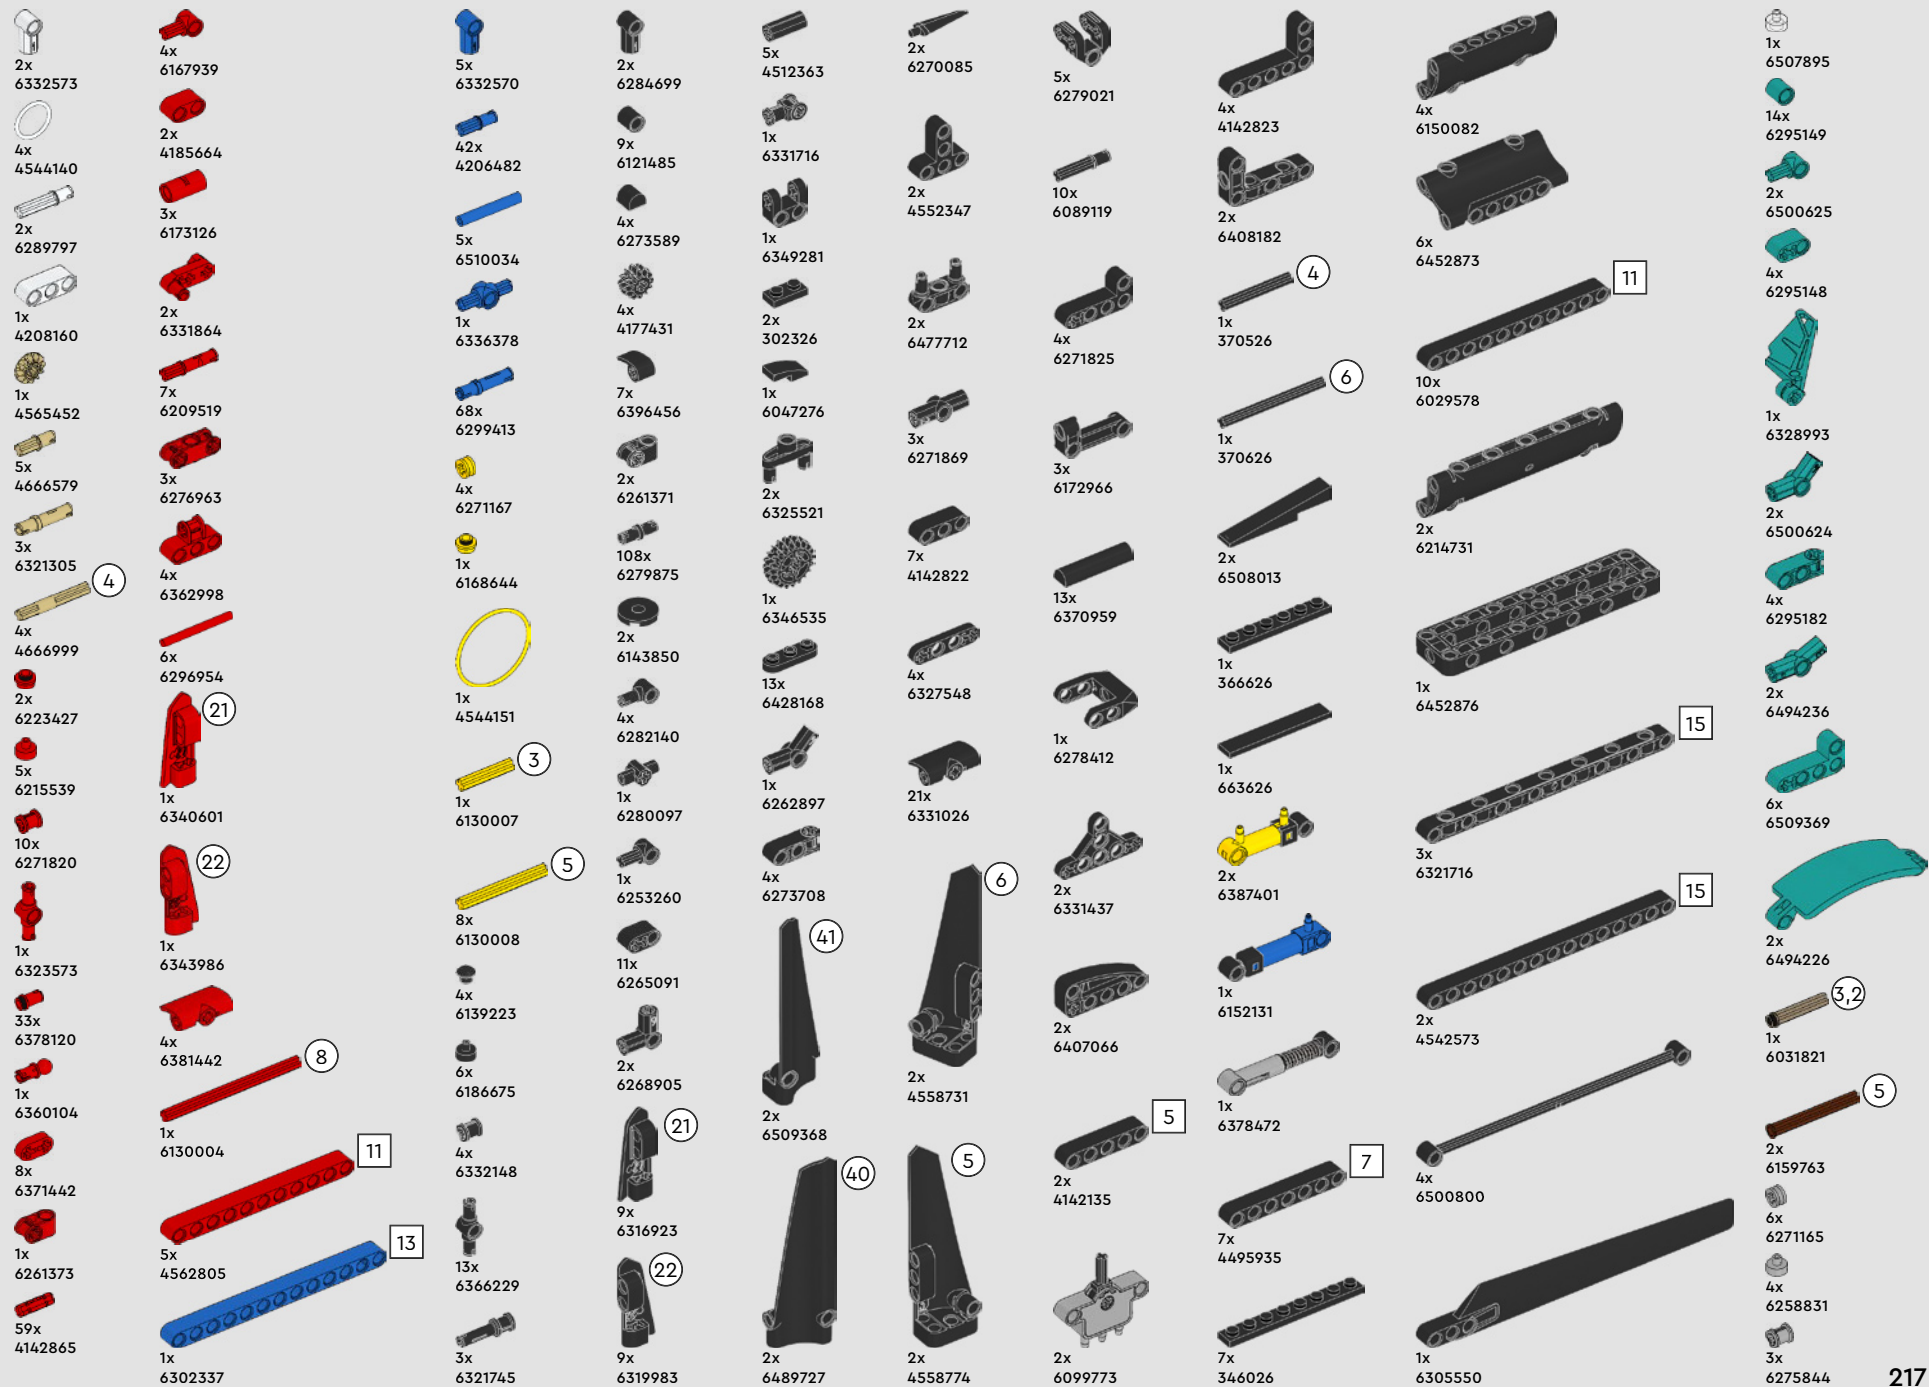 2x
6332573
4x
4544140
2x
6289797
1x
4208160
1x
4565452
5x
4666579
3x
6321305
4
4x
4666999
2x
6223427
5x
6215539
10x
6271820
1x
6323573
33x
6378120
1x
6360104
8x
6371442
1x
6261373
59x
4142865
4x
6167939
2x
4185664
3x
6173126
2x
6331864
7x
6209519
3x
6276963
4x
6362998
6x
6296954
21
1x
6340601
22
1x
6343986
4x
6381442
8
1x
6130004
11
5x
4562805
13
1x
6302337
5x
6332570
42x
4206482
5x
6510034
1x
6336378
68x
6299413
4x
6271167
1x
6168644
1x
4544151
3
1x
6130007
5
8x
6130008
4x
6139223
6x
6186675
4x
6332148
13x
6366229
3x
6321745
2x
6284699
9x
6121485
4x
6273589
4x
4177431
7x
6396456
2x
6261371
108x
6279875
2x
6143850
4x
6282140
1x
6280097
1x
6253260
11x
6265091
2x
6268905
21
9x
6316923
22
9x
6319983
5x
4512363
1x
6331716
1x
6349281
2x
302326
1x
6047276
2x
6325521
1x
6346535
13x
6428168
1x
6262897
4x
6273708
41
2x
6509368
40
2x
6489727
2x
6270085
2x
4552347
2x
6477712
3x
6271869
7x
4142822
4x
6327548
21x
6331026
6
2x
4558731
5
2x
4558774
5x
6279021
10x
6089119
4x
6271825
3x
6172966
13x
6370959
1x
6278412
2x
6331437
2x
6407066
5
2x
4142135
2x
6099773
4x
4142823
2x
6408182
4
1x
370526
6
1x
370626
2x
6508013
1x
366626
1x
663626
2x
6387401
1x
6152131
1x
6378472
7
7x
4495935
7x
346026
4x
6150082
6x
6452873
11
10x
6029578
2x
6214731
1x
6452876
15
3x
6321716
15
2x
4542573
4x
6500800
1x
6305550
1x
6507895
14x
6295149
2x
6500625
4x
6295148
1x
6328993
2x
6500624
4x
6295182
2x
6494236
6x
6509369
2x
6494226
3,2
1x
6031821
5
2x
6159763
6x
6271165
4x
6258831
3x
6275844
217